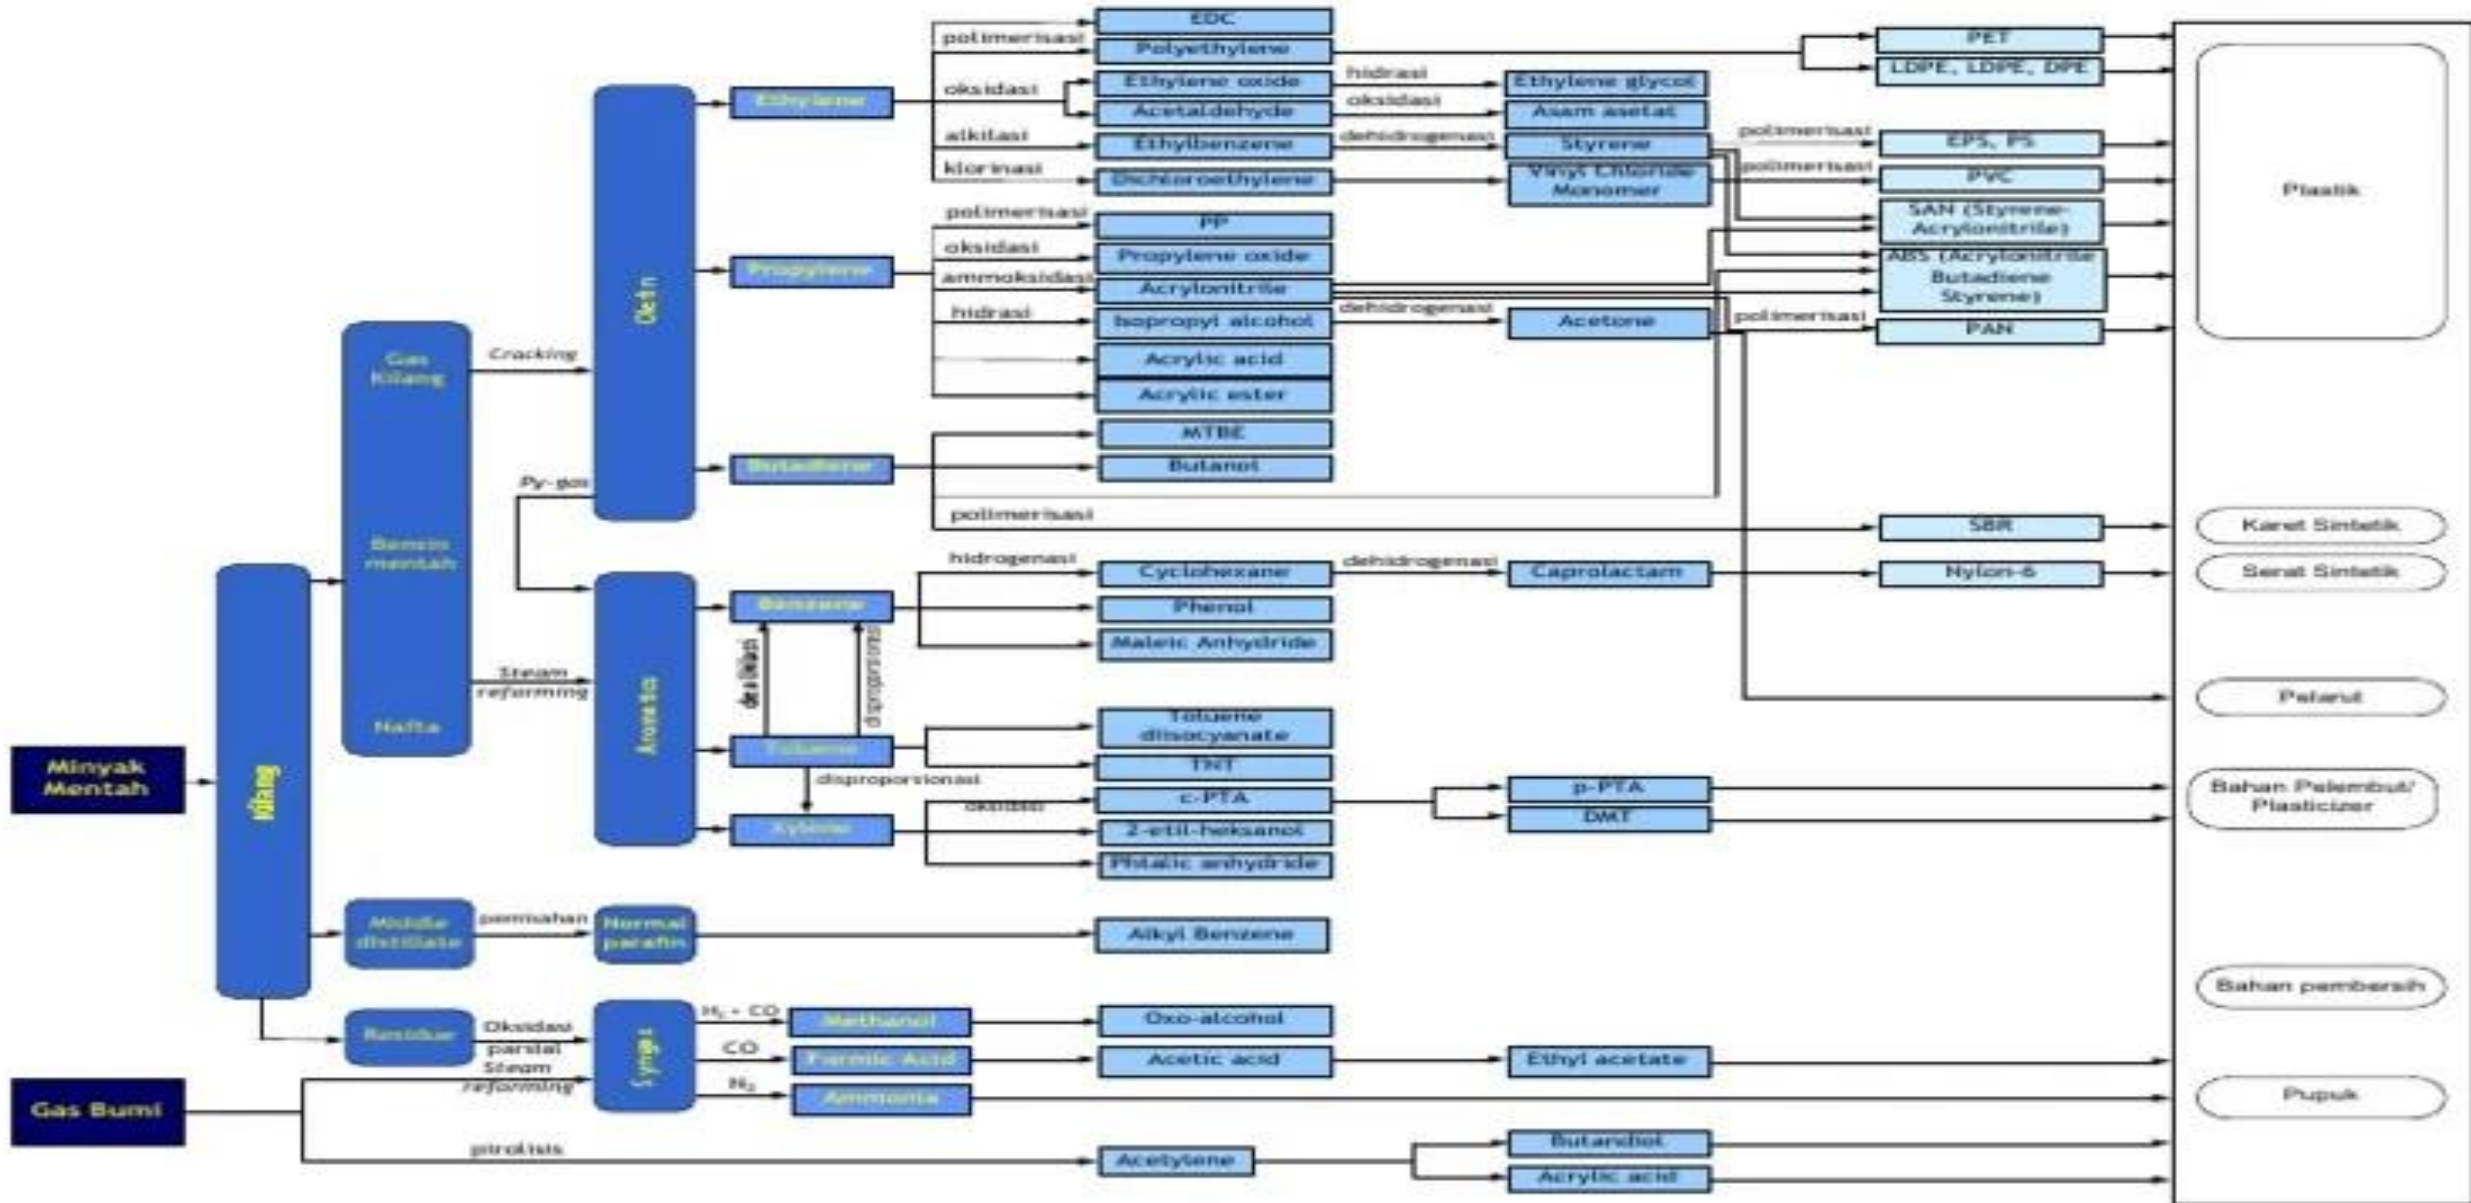 Minyak
Mentah
Gas Bumi
Kilang
Gas
Kilang
Bensin
mentah
Nafta
Middle
distillate
Residue
Cracking
Py-gas
Steam
reforming
pemisahan
Oksidasi
parsial
Steam
reforming
pirolisis
Olefin
Aromatics
Normal
parafin
Syngas
Ethylene
Propylene
Butadiene
Benzene
dealkilasi
disproporsionasi
Toluene
disproporsionasi
Xylene
H₂ + CO
Methanol
CO
Formic Acid
N₂
Ammonia
polimerisasi
oksidasi
alkilasi
klorinasi
polimerisasi
oksidasi
ammoksidasi
hidrasi
polimerisasi
hidrogenasi
oksidasi
EDC
Polyethylene
Ethylene oxide
Acetaldehyde
Ethylbenzene
Dichloroethylene
PP
Propylene oxide
Acrylonitrile
Isopropyl alcohol
Acrylic acid
Acrylic ester
MTBE
Butanol
Cyclohexane
Phenol
Maleic Anhydride
Toluene
diisocyanate
TNT
c-PTA
2-etil-heksanol
Phtalic anhydride
Alkyl Benzene
Oxo-alcohol
Acetic acid
Acetylene
hidrasi
oksidasi
dehidrogenasi
dehidrogenasi
dehidrogenasi
Ethylene glycol
Asam asetat
Styrene
Vinyl Chloride
Monomer
Acetone
Caprolactam
p-PTA
DMT
Ethyl acetate
Butandiol
Acrylic acid
polimerisasi
polimerisasi
polimerisasi
PET
LDPE, LDPE, DPE
EPS, PS
PVC
SAN (Styrene-
Acrylonitrile)
ABS (Acrylonitrile
Butadiene
Styrene)
PAN
SBR
Nylon-6
Plastik
Karet Sintetik
Serat Sintetik
Pelarut
Bahan Pelembut/
Plasticizer
Bahan pembersih
Pupuk